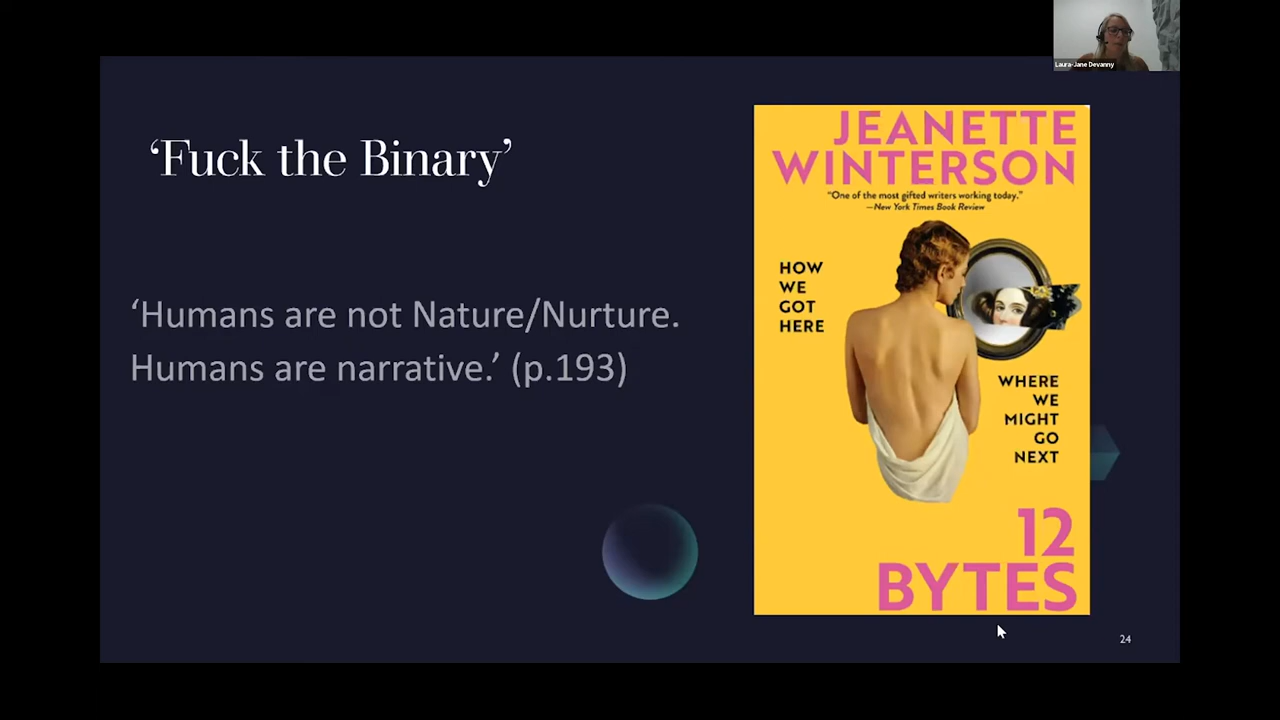 Laura-Jane Devanny
‘Fuck the Binary’
‘Humans are not Nature/Nurture.
Humans are narrative.’ (p.193)
JEANETTE
WINTERSON
“One of the most gifted writers working today.”
—New York Times Book Review
HOW
WE
GOT
HERE
WHERE
WE
MIGHT
GO
NEXT
12
BYTES
24